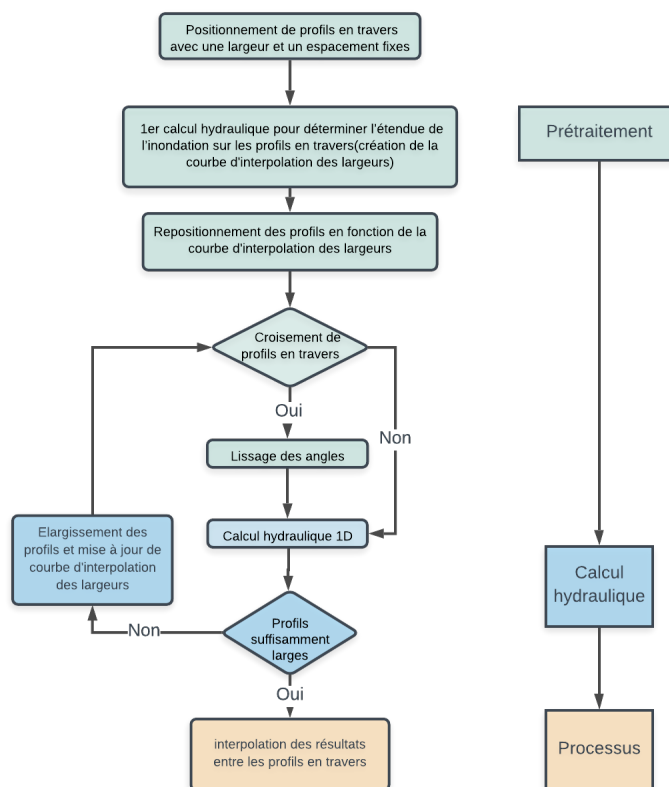 Positionnement de profils en travers
avec une largeur et un espacement fixes
1er calcul hydraulique pour déterminer l'étendue de
l'inondation sur les profils en travers(création de la
courbe d'interpolation des largeurs)
Repositionnement des profils en fonction de la
courbe d'interpolation des largeurs
Croisement de
profils en travers
Oui
Non
Lissage des angles
Calcul hydraulique 1D
Elargissement des
profils et mise à jour de
courbe d'interpolation
des largeurs
Profils
suffisamment
larges
Non
Oui
interpolation des résultats
entre les profils en travers
Prétraitement
Calcul
hydraulique
Processus